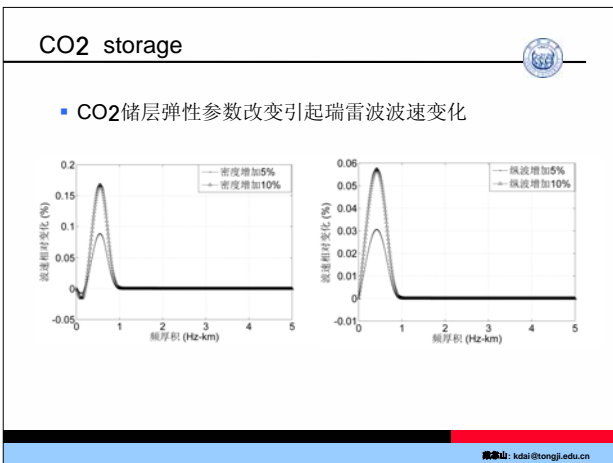 CO2 storage
CO2储层弹性参数改变引起瑞雷波波速变化
0.2
0.15
0.1
0.05
0
-0.05
0
1
2
3
4
5
波速相对变化 (%)
频厚积 (Hz-km)
密度增加5%
密度增加10%
0.06
0.05
0.04
0.03
0.02
0.01
0
-0.01
0
1
2
3
4
5
波速相对变化 (%)
频厚积 (Hz-km)
纵波增加5%
纵波增加10%
: kdai@tongji.edu.cn